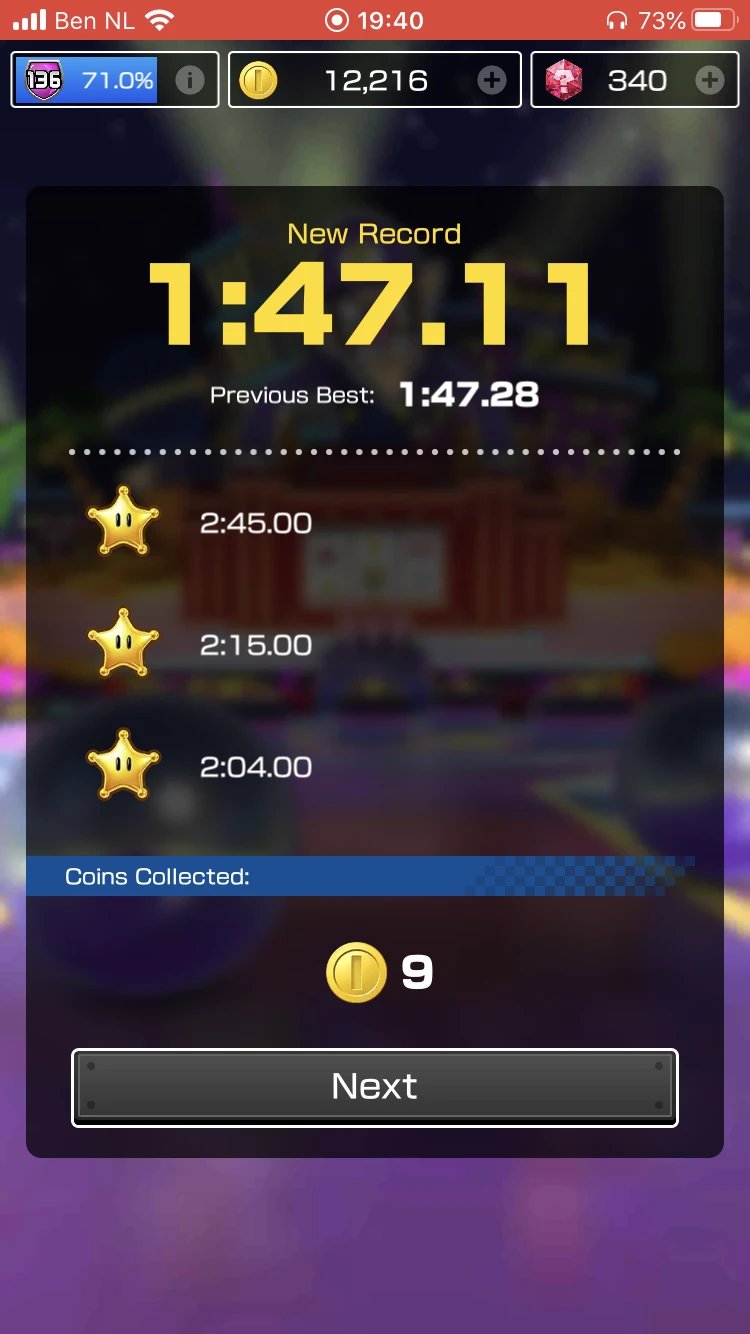 Ben NL 19:40 73%
136 71.0% i 12,216 + 340 +
New Record
1:47.11
Previous Best: 1:47.28
2:45.00
2:15.00
2:04.00
Coins Collected:
9
Next